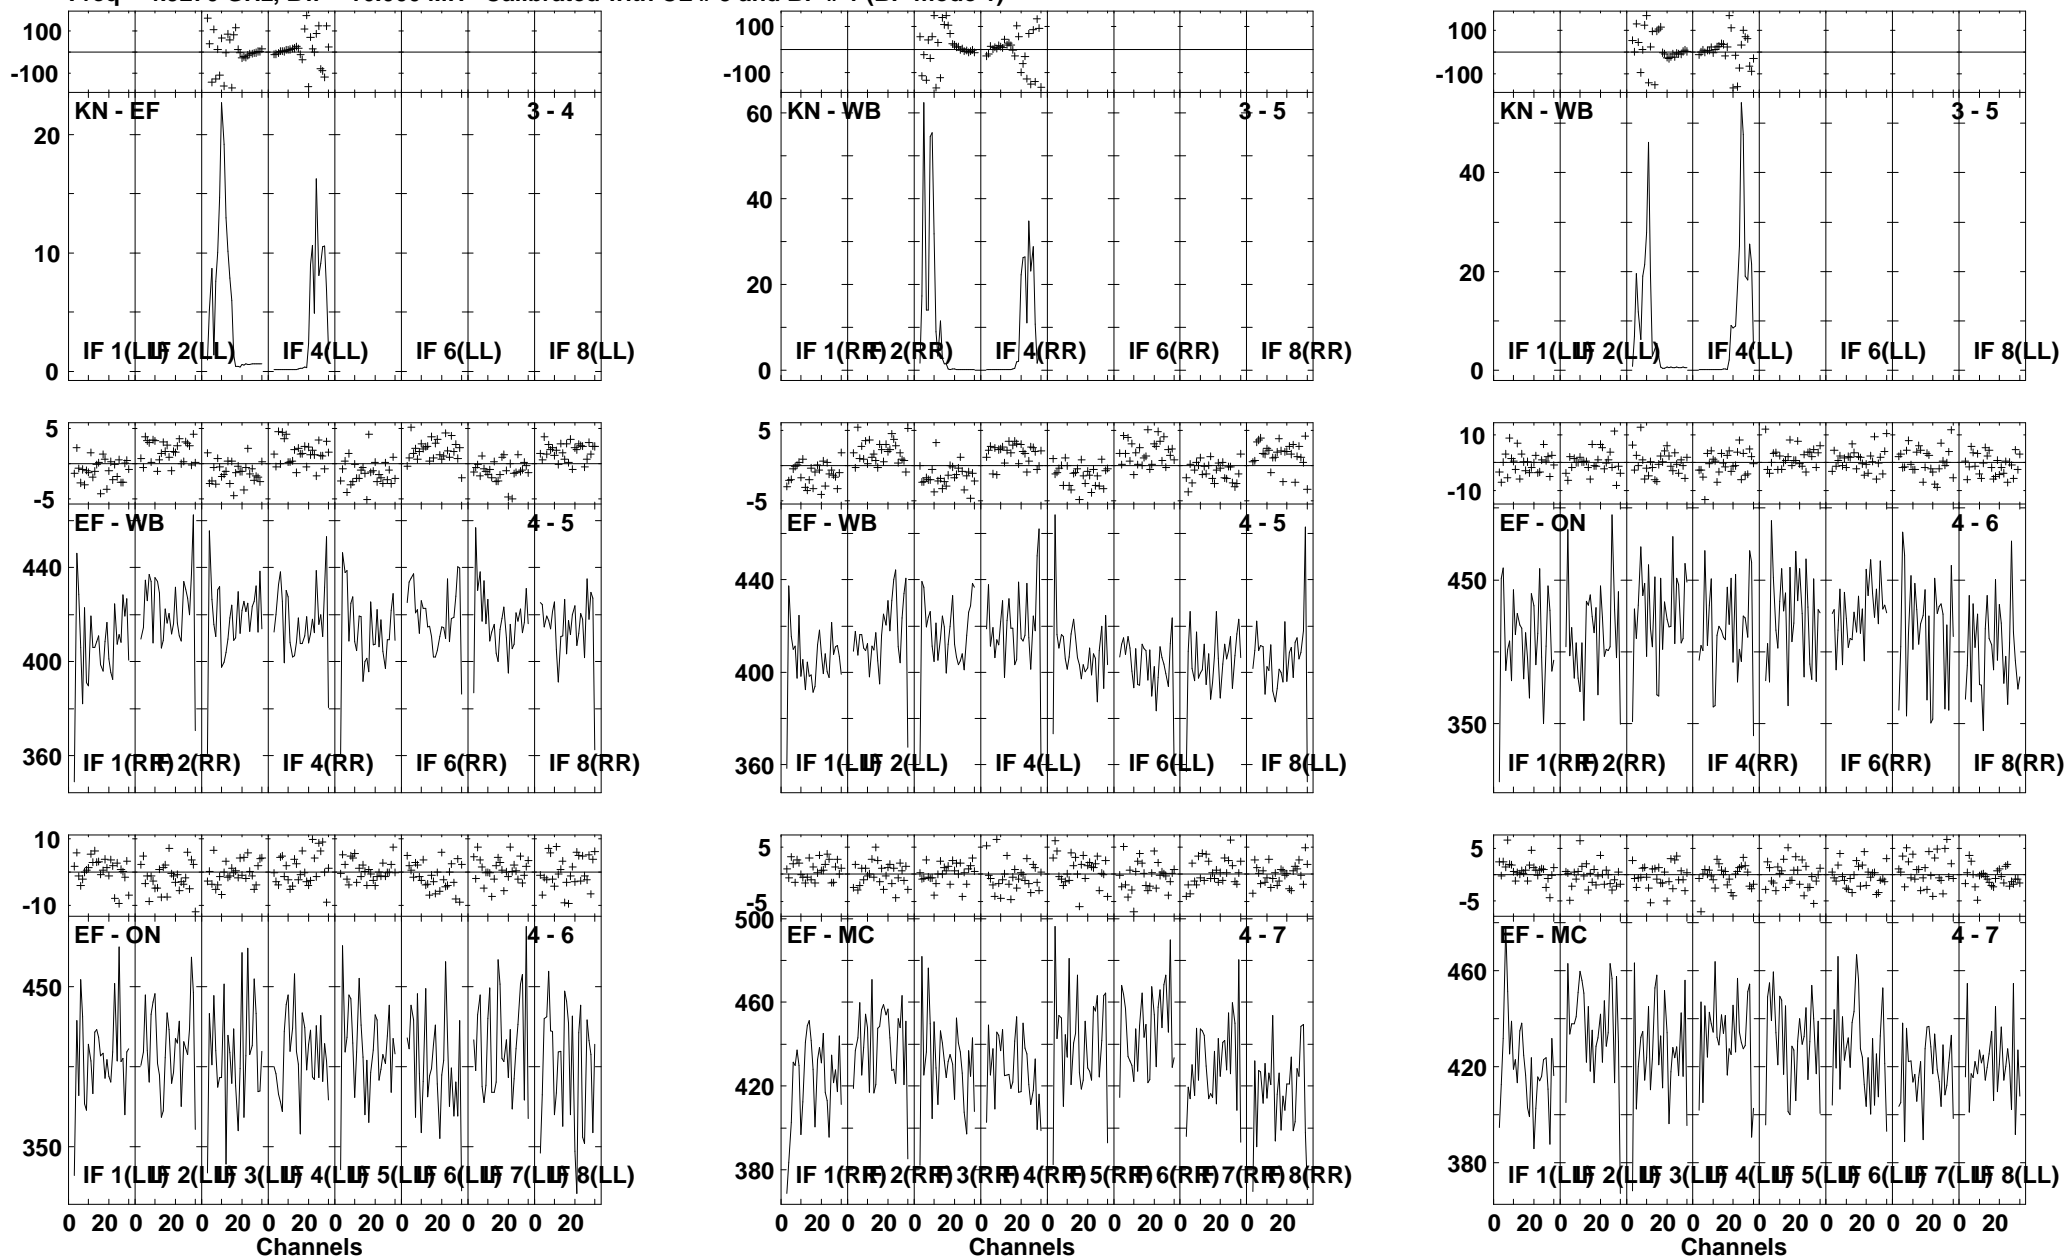 100
-100
KN - EF 3 - 4
20
10
0
IF 1(LL) IF 2(LL) IF 4(LL) IF 6(LL) IF 8(LL)
100
-100
KN - WB 3 - 5
60
40
20
0
IF 1(RR) IF 2(RR) IF 4(RR) IF 6(RR) IF 8(RR)
100
-100
KN - WB 3 - 5
40
20
0
IF 1(LL) IF 2(LL) IF 4(LL) IF 6(LL) IF 8(LL)
5
-5
EF - WB 4 - 5
440
400
360
IF 1(RR) IF 2(RR) IF 4(RR) IF 6(RR) IF 8(RR)
5
-5
EF - WB 4 - 5
440
400
360
IF 1(LL) IF 2(LL) IF 4(LL) IF 6(LL) IF 8(LL)
10
-10
EF - ON 4 - 6
450
350
IF 1(RR) IF 2(RR) IF 4(RR) IF 6(RR) IF 8(RR)
10
-10
EF - ON 4 - 6
450
350
IF 1(LL) IF 2(LL) IF 3(LL) IF 4(LL) IF 5(LL) IF 6(LL) IF 7(LL) IF 8(LL)
0 20 0 20 0 20 0 20 0 20 0 20 0 20 0 20
Channels
5
-5
500
EF - MC 4 - 7
460
420
380
IF 1(RR) IF 2(RR) IF 3(RR) IF 4(RR) IF 5(RR) IF 6(RR) IF 7(RR) IF 8(RR)
0 20 0 20 0 20 0 20 0 20 0 20 0 20 0 20
Channels
5
-5
EF - MC 4 - 7
460
420
380
IF 1(LL) IF 2(LL) IF 3(LL) IF 4(LL) IF 5(LL) IF 6(LL) IF 7(LL) IF 8(LL)
0 20 0 20 0 20 0 20 0 20 0 20 0 20 0 20
Channels